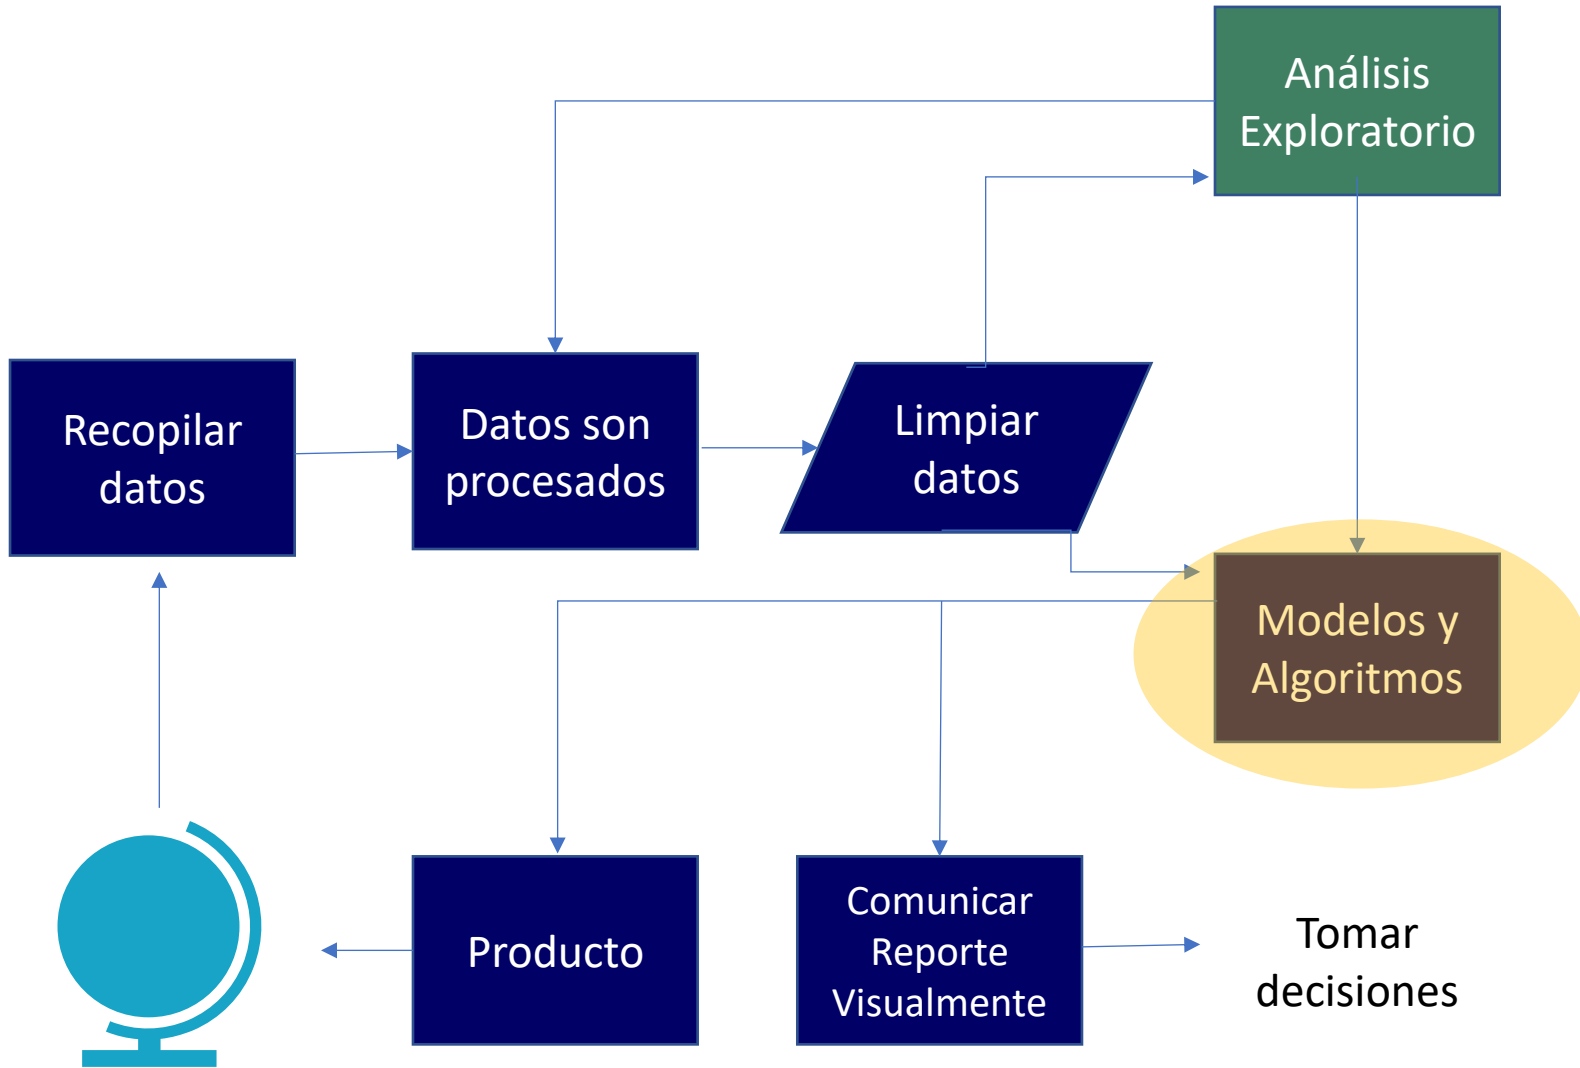 Análisis
Exploratorio
Recopilar
datos
Datos son
procesados
Limpiar
datos
Modelos y
Algoritmos
Producto
Comunicar
Reporte
Visualmente
Tomar
decisiones